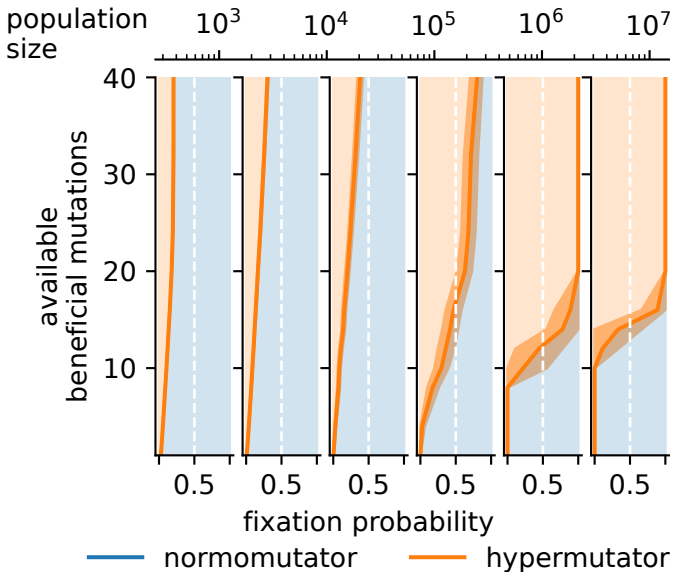 population size
10³ 10⁴ 10⁵ 10⁶ 10⁷
available beneficial mutations
40
30
20
10
0.5 0.5 0.5 0.5 0.5 0.5
fixation probability
normomutator hypermutator